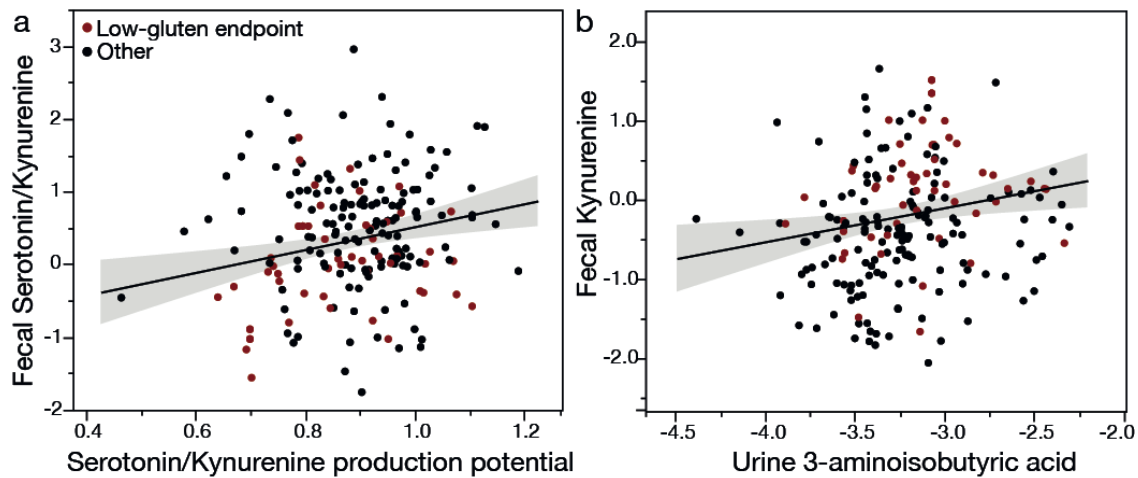 a
Low-gluten endpoint
Other
Fecal Serotonin/Kynurenine
3
2
1
0
-1
-2
0.4 0.6 0.8 1.0 1.2
Serotonin/Kynurenine production potential
b
Fecal Kynurenine
2.0
1.0
0.0
-1.0
-2.0
-4.5 -4.0 -3.5 -3.0 -2.5 -2.0
Urine 3-aminoisobutyric acid